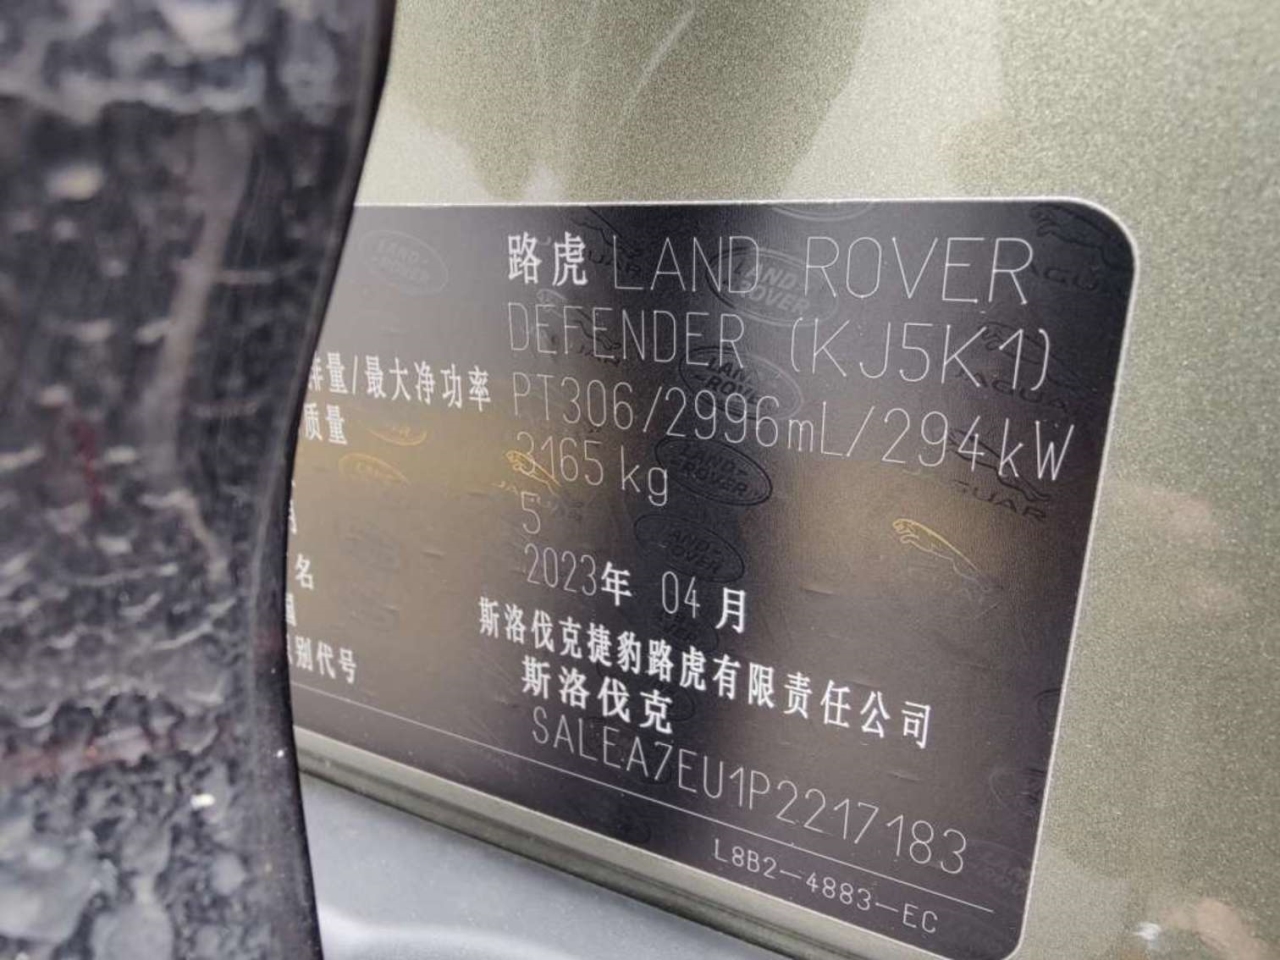 路虎 LAND ROVER
DEFENDER (KJ5K1)
排量/最大净功率 PT306/2996mL/294kW
质量 3165 kg
5
2023年 04 月
名 斯洛伐克捷豹路虎有限责任公司
斯洛伐克
别代号 SALEA7EU1P2217183
L8B2-4883-EC